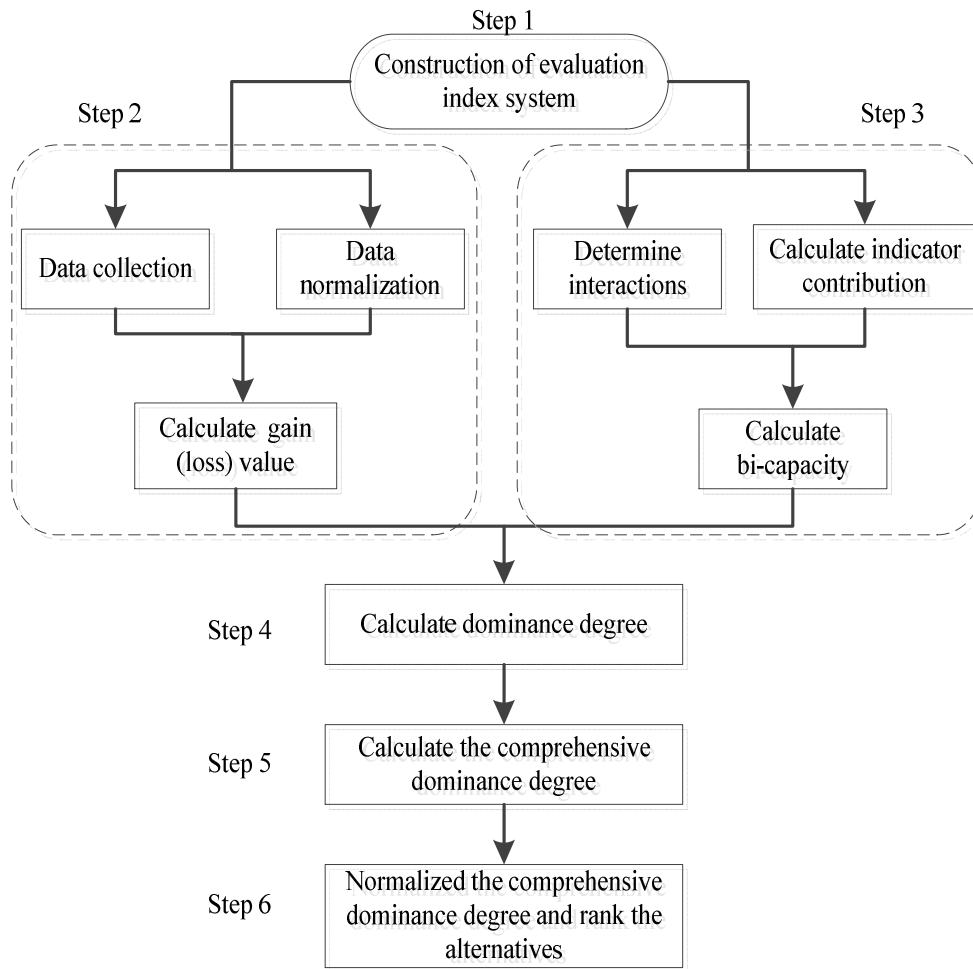 Step 1
Construction of evaluation
index system
Step 2
Step 3
Data collection
Data
normalization
Determine
interactions
Calculate indicator
contribution
Calculate gain
(loss) value
Calculate
bi-capacity
Step 4
Calculate dominance degree
Step 5
Calculate the comprehensive
dominance degree
Step 6
Normalized the comprehensive
dominance degree and rank the
alternatives